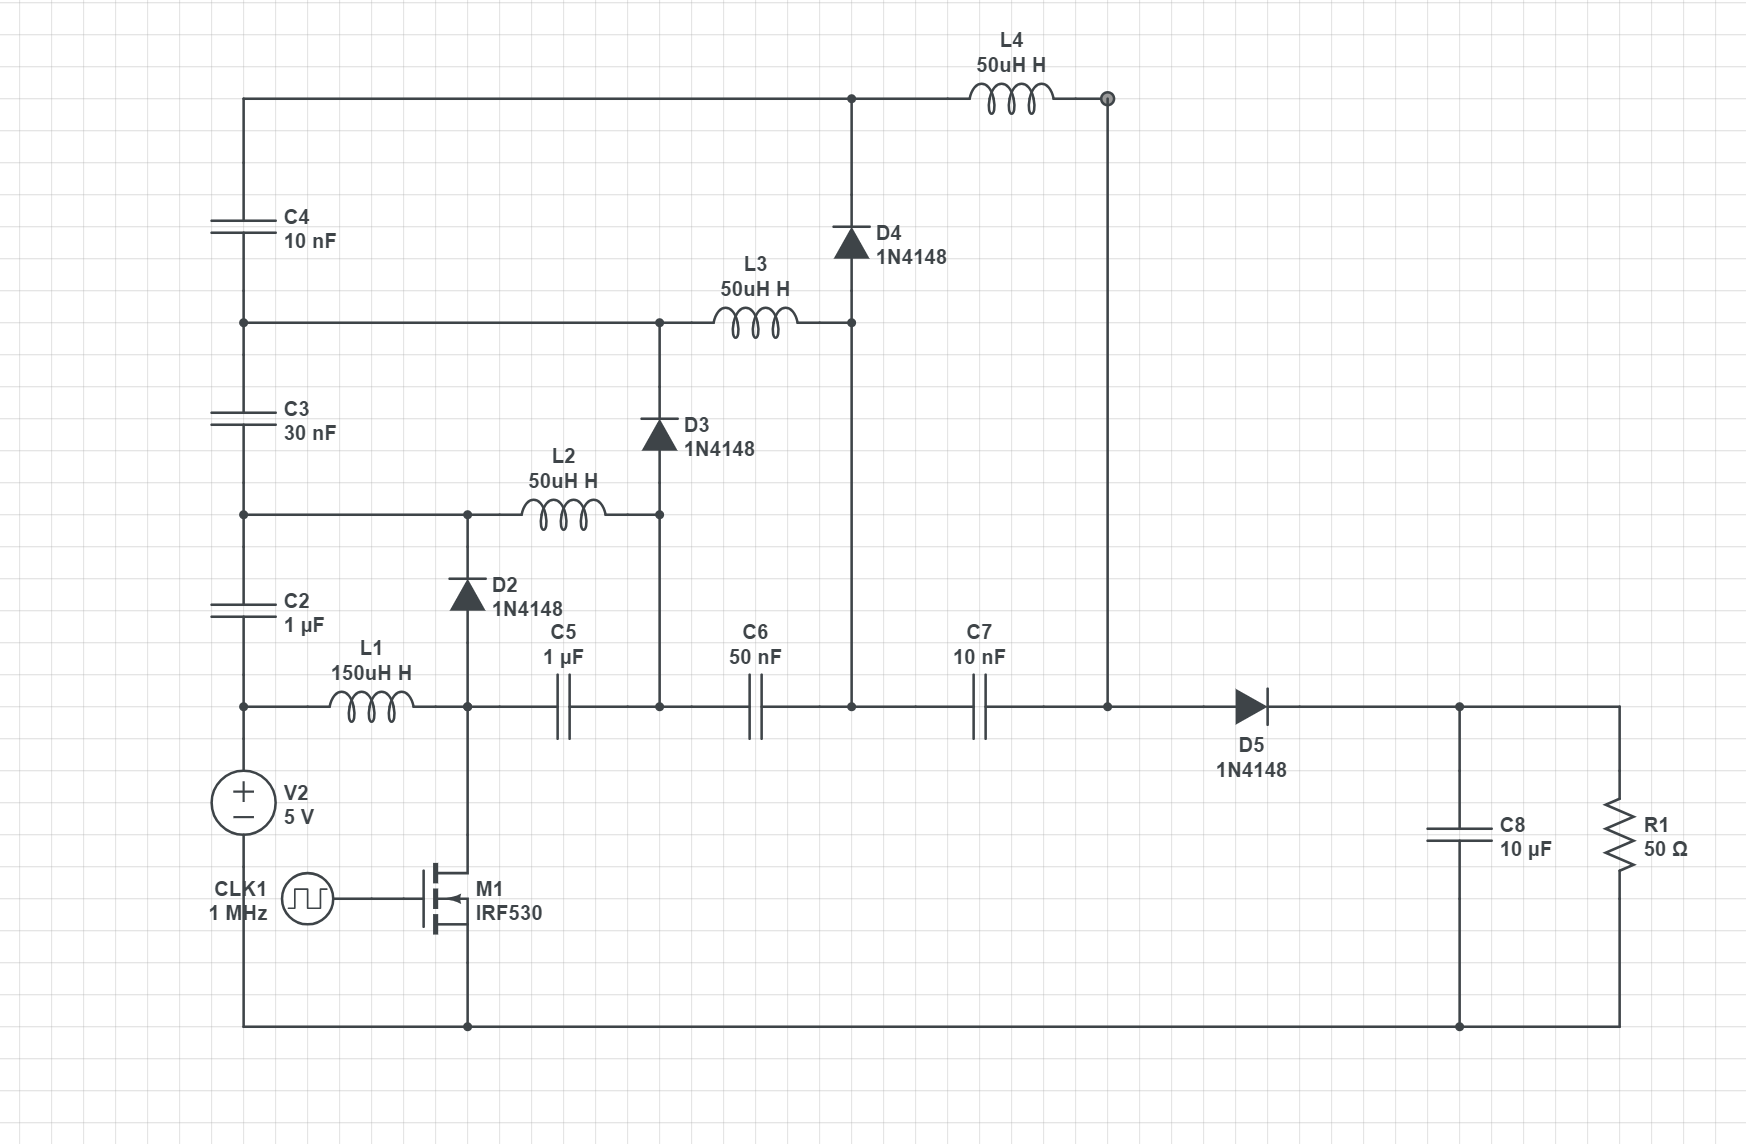 L4
50uH H
C4
10 nF
D4
1N4148
L3
50uH H
C3
30 nF
D3
1N4148
L2
50uH H
C2
1 µF
D2
1N4148
L1
150uH H
C5
1 µF
C6
50 nF
C7
10 nF
D5
1N4148
V2
5 V
C8
10 µF
R1
50 Ω
CLK1
1 MHz
M1
IRF530